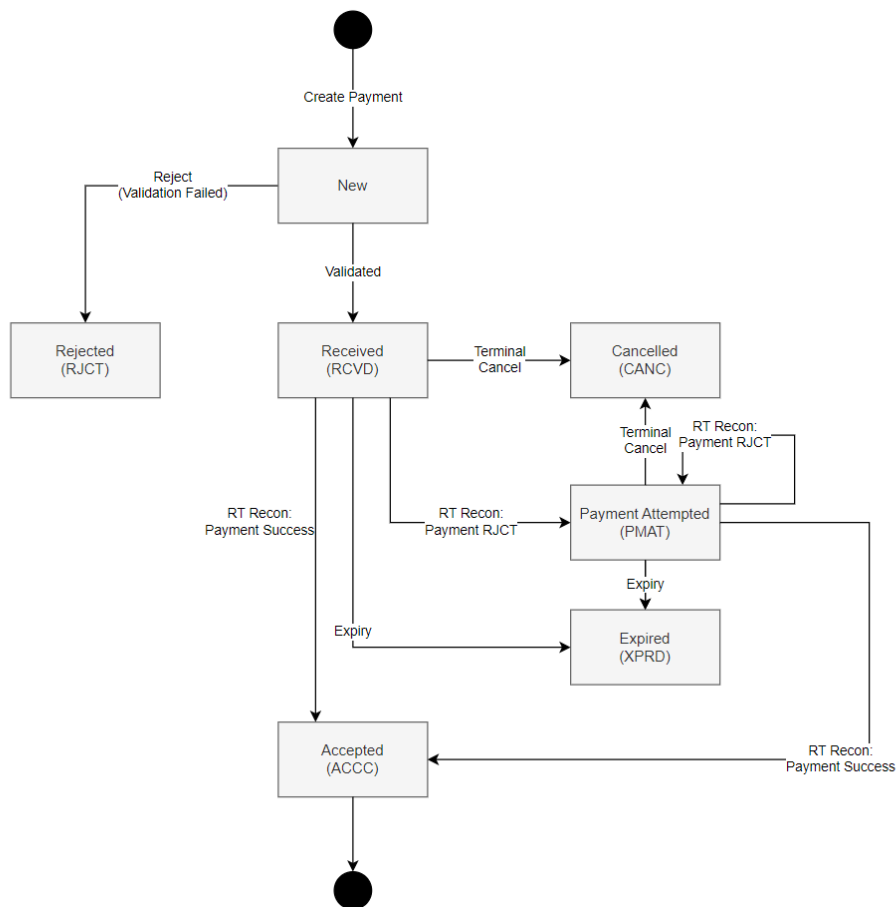 Create Payment
New
Reject
(Validation Failed)
Validated
Rejected
(RJCT)
Received
(RCVD)
Terminal
Cancel
Cancelled
(CANC)
Terminal
Cancel
RT Recon:
Payment RJCT
RT Recon:
Payment Success
RT Recon:
Payment RJCT
Payment Attempted
(PMAT)
Expiry
Expiry
Expired
(XPRD)
Accepted
(ACCC)
RT Recon:
Payment Success